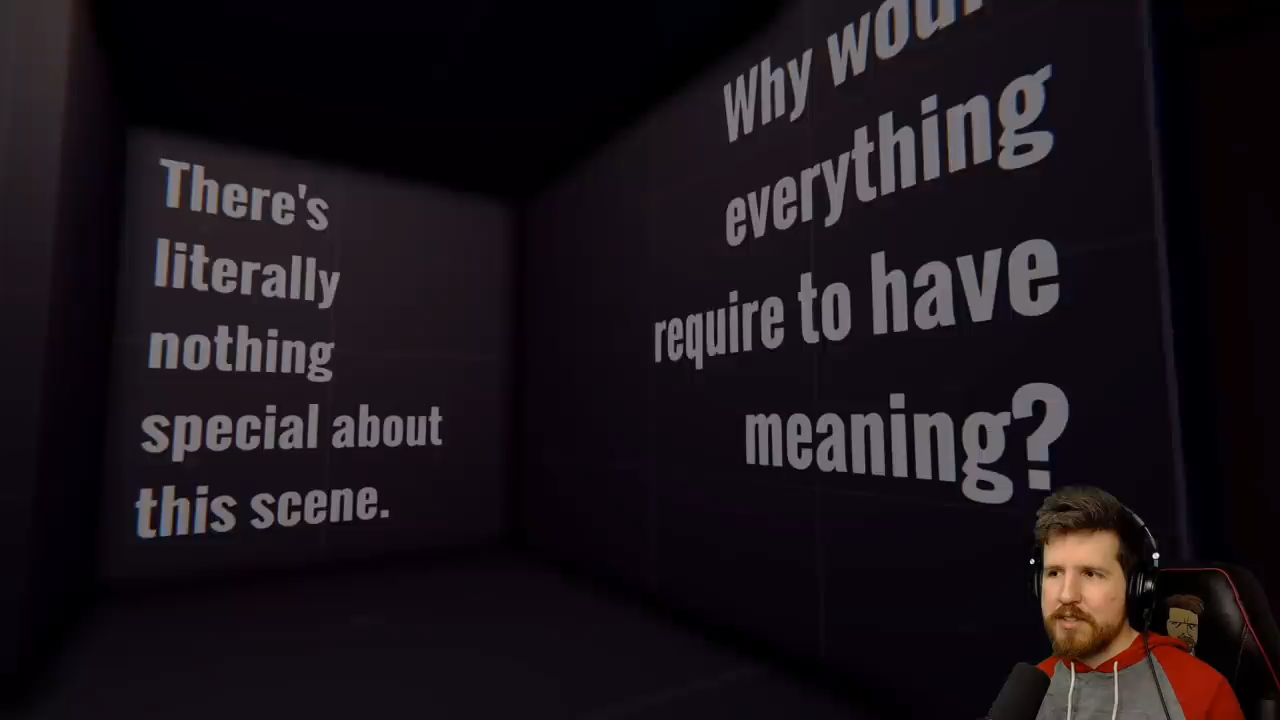 There's
literally
nothing
special about
this scene.
Why
everything
require to have
meaning?